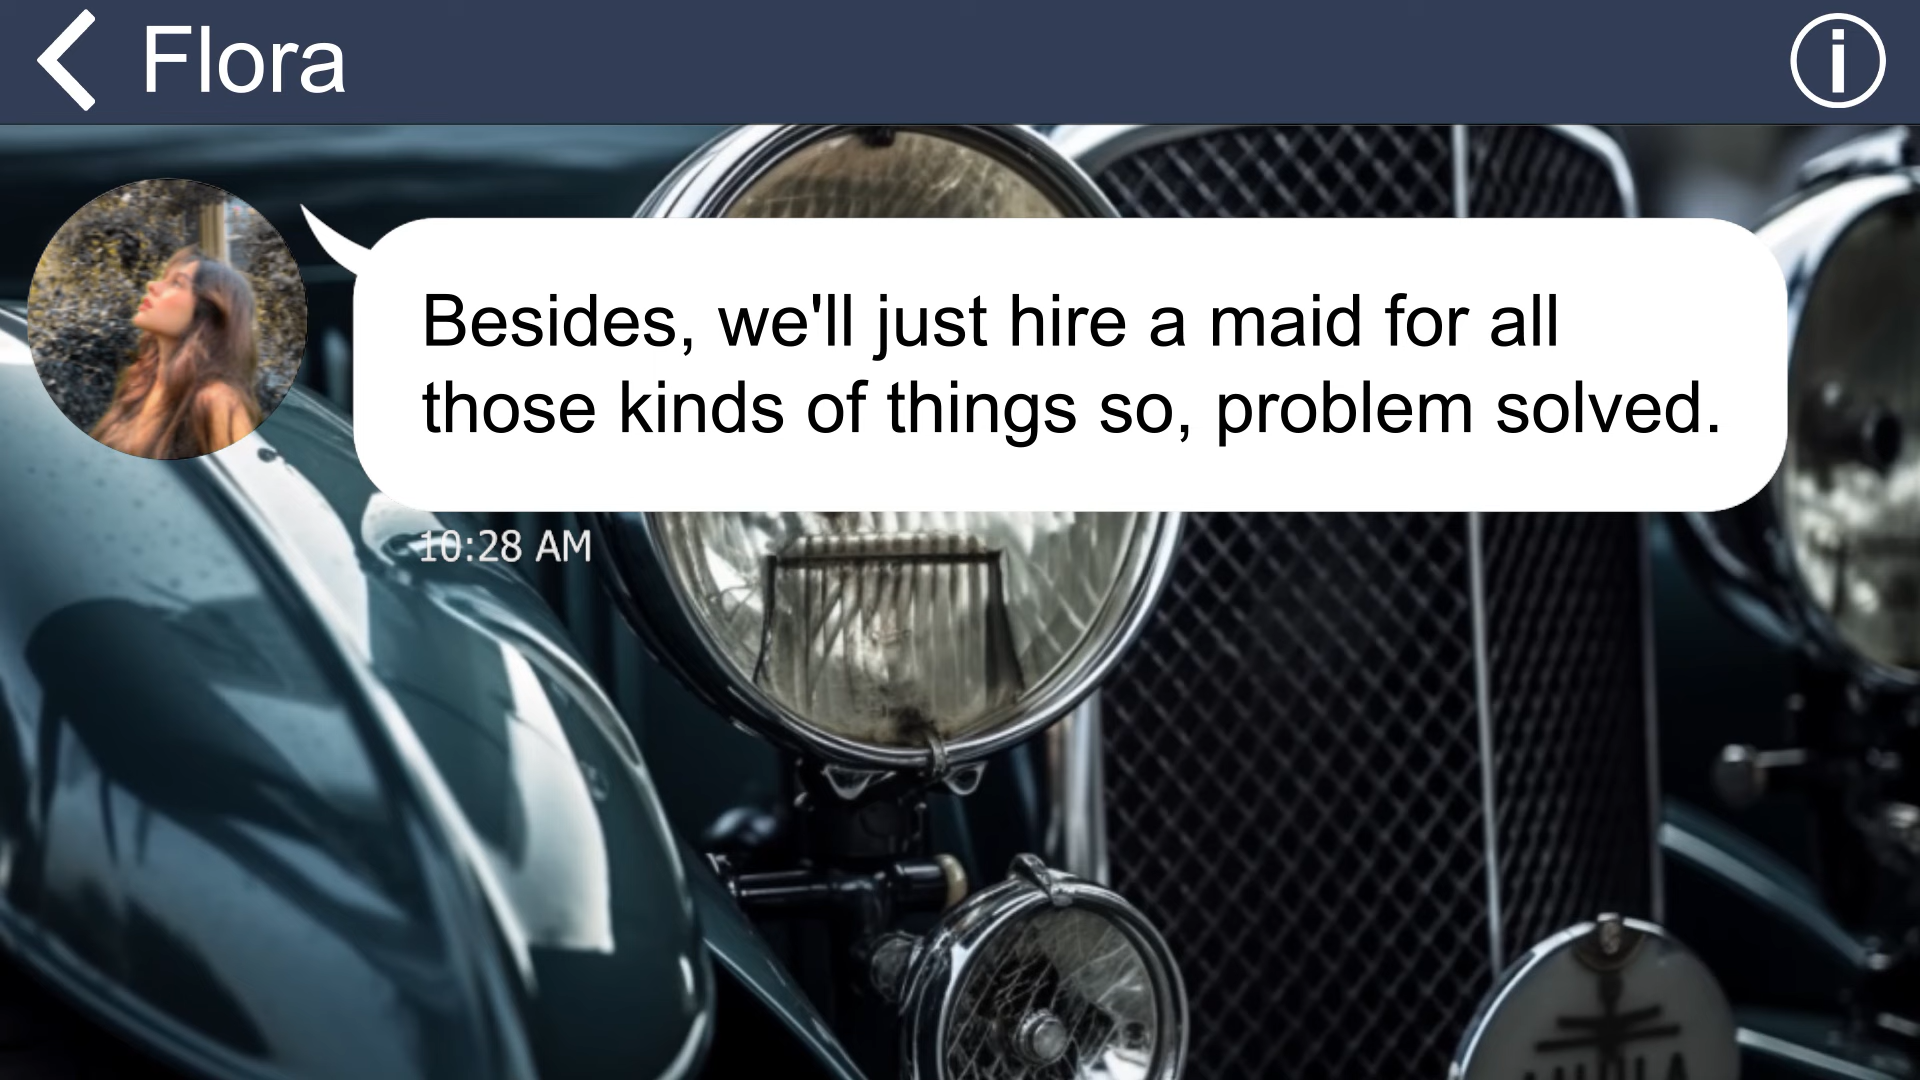 Flora
Besides, we'll just hire a maid for all
those kinds of things so, problem solved.
10:28 AM